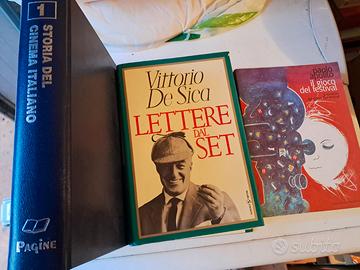 1
STORIA DEL
CINEMA ITALIANO
PAGINE
Vittorio
De Sica
LETTERE
DAL
SET
il gioco
del festival
subito